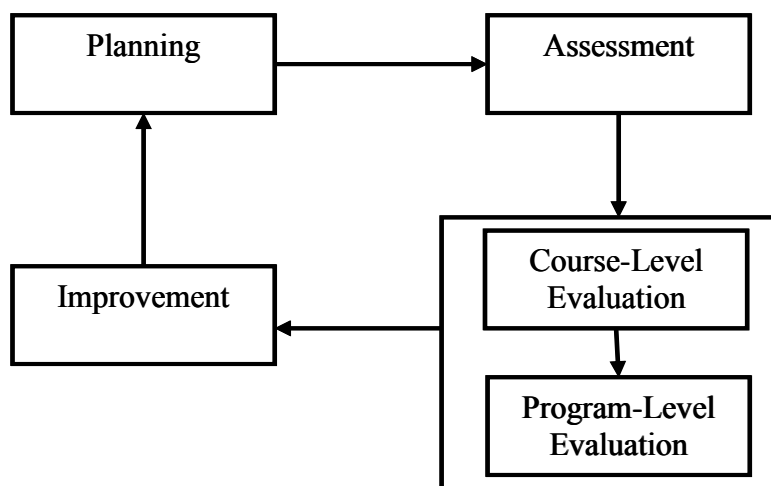 Planning
Assessment
Course-Level
Evaluation
Improvement
Program-Level
Evaluation